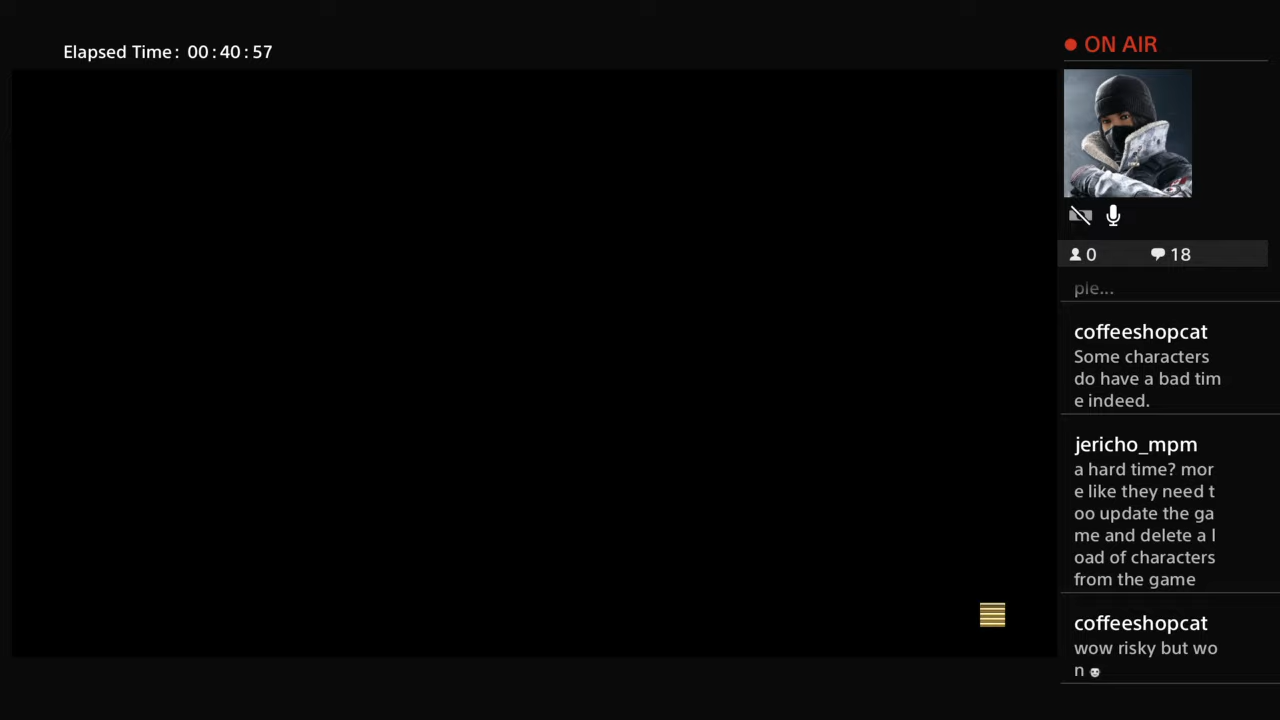 Elapsed Time: 00:40:57
ON AIR
0 18
ple...
coffeeshopcat
Some characters
do have a bad tim
e indeed.
jericho_mpm
a hard time? mor
e like they need t
oo update the ga
me and delete a l
oad of characters
from the game
coffeeshopcat
wow risky but wo
n